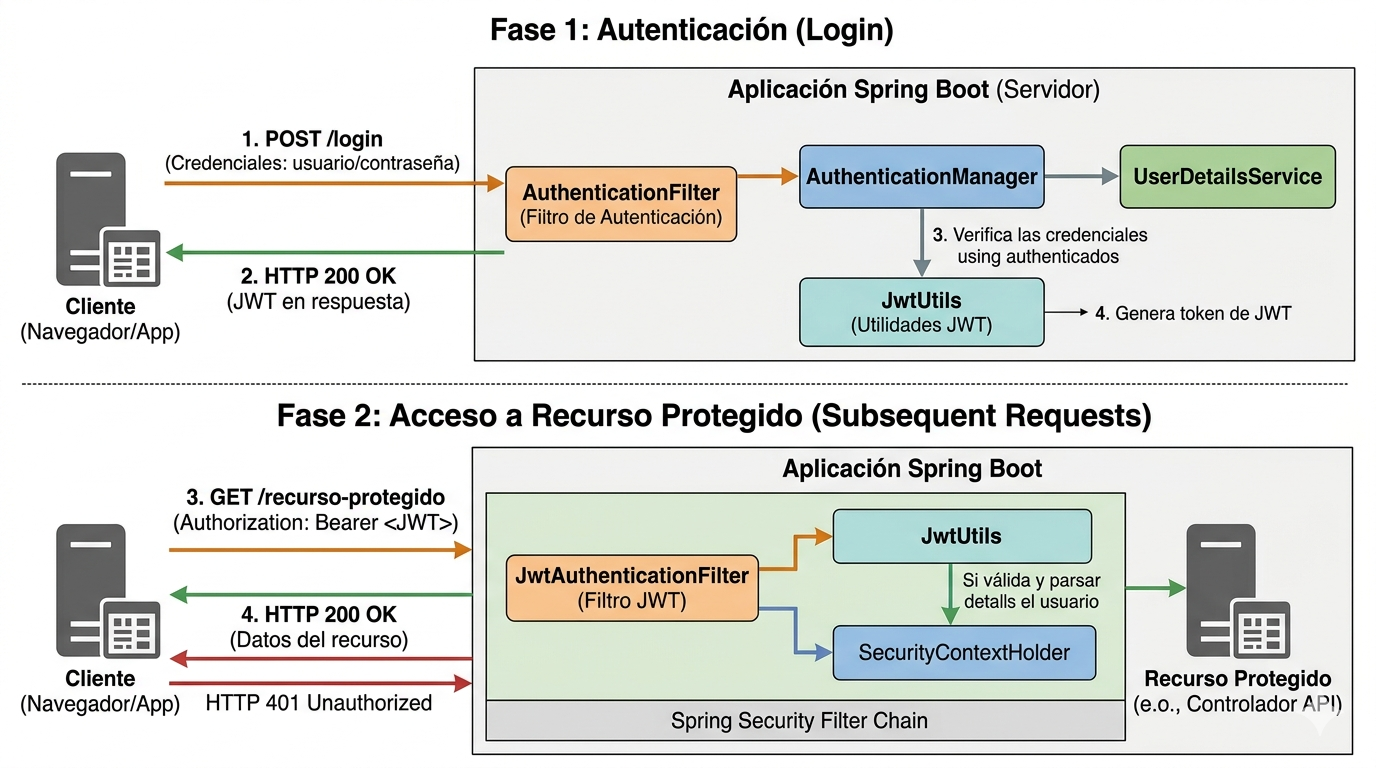 Fase 1: Autenticación (Login)
Aplicación Spring Boot (Servidor)
1. POST /login
(Credenciales: usuario/contraseña)
AuthenticationFilter
(Filtro de Autenticación)
AuthenticationManager
UserDetailsService
3. Verifica las credenciales
using authenticados
2. HTTP 200 OK
(JWT en respuesta)
JwtUtils
(Utilidades JWT)
4. Genera token de JWT
Cliente
(Navegador/App)
Fase 2: Acceso a Recurso Protegido (Subsequent Requests)
Aplicación Spring Boot
3. GET /recurso-protegido
(Authorization: Bearer <JWT>)
JwtUtils
JwtAuthenticationFilter
(Filtro JWT)
Si válida y parsar
detalls el usuario
4. HTTP 200 OK
(Datos del recurso)
SecurityContextHolder
Cliente
(Navegador/App)
HTTP 401 Unauthorized
Recurso Protegido
(e.o., Controlador API)
Spring Security Filter Chain